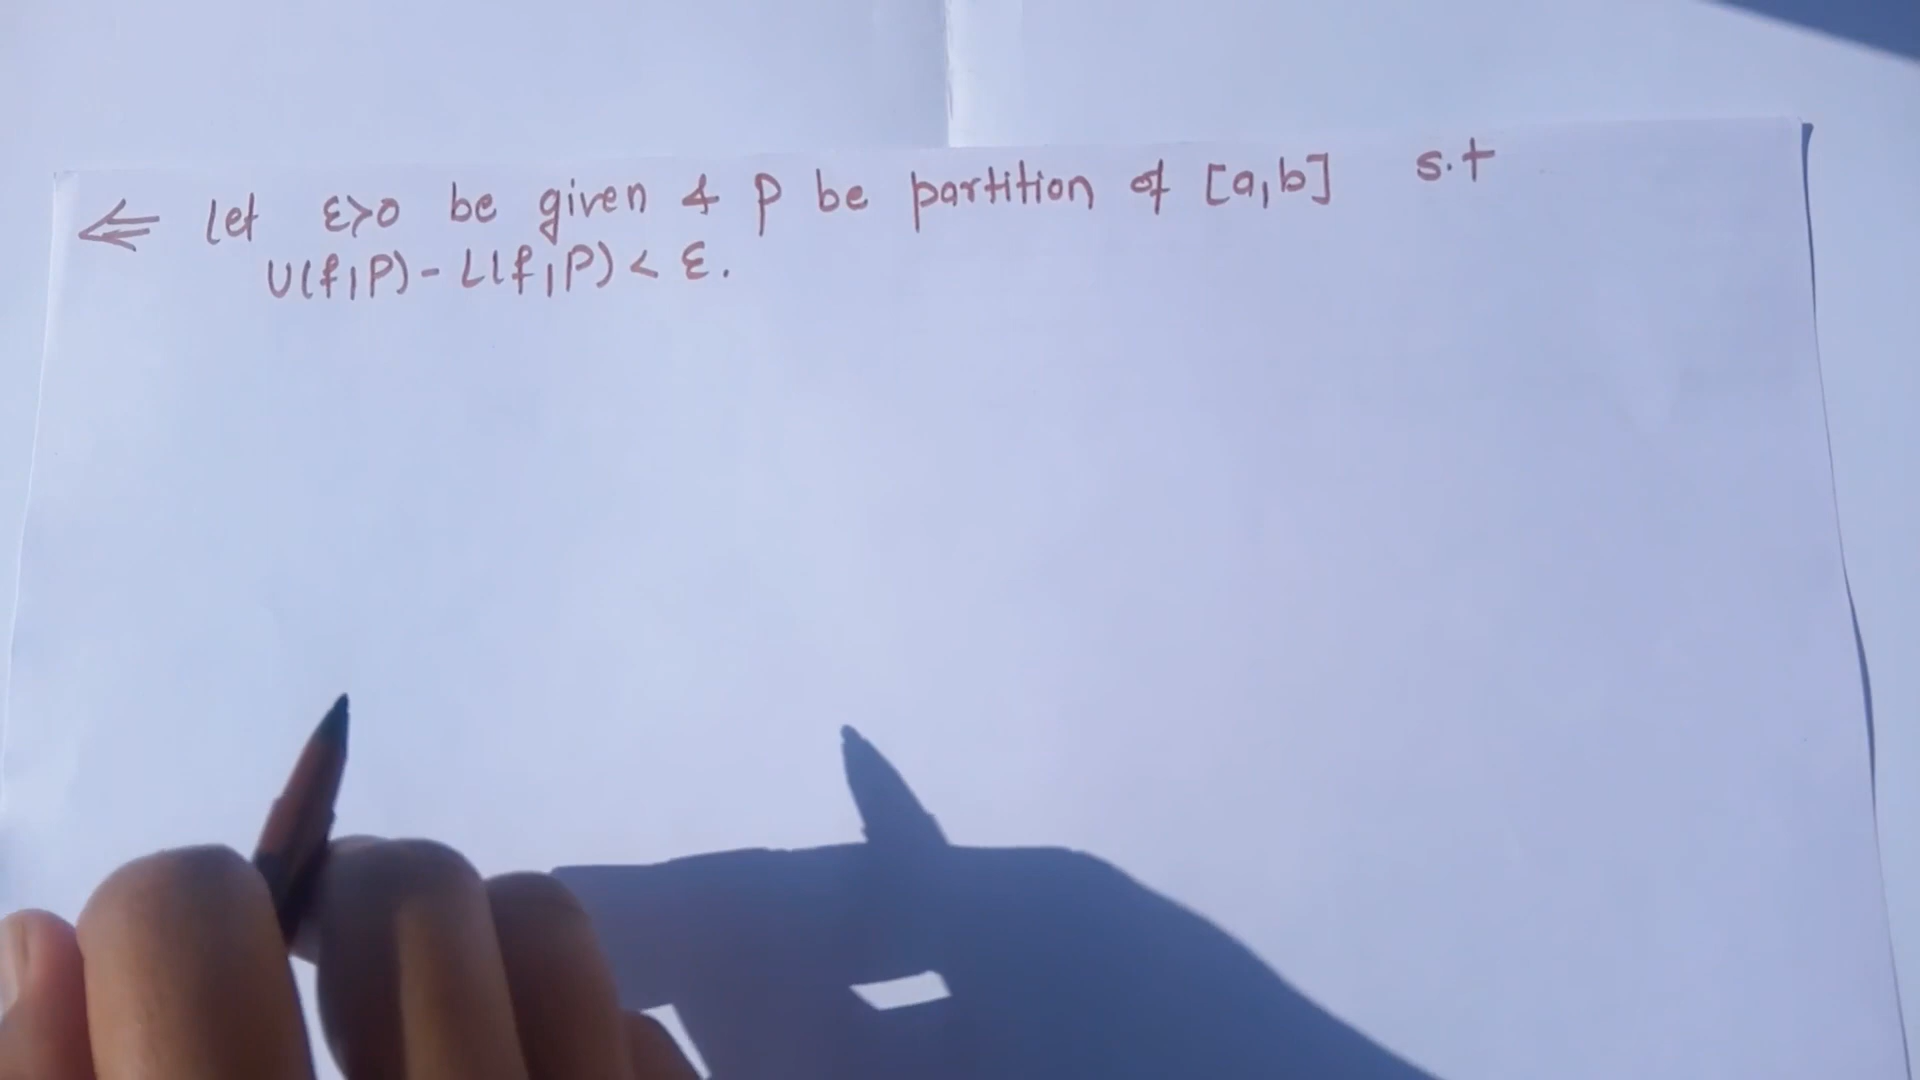 ⇐ Let ε>0 be given & P be partition of [a,b] s.t
U(f,P) - L(f,P) < ε.